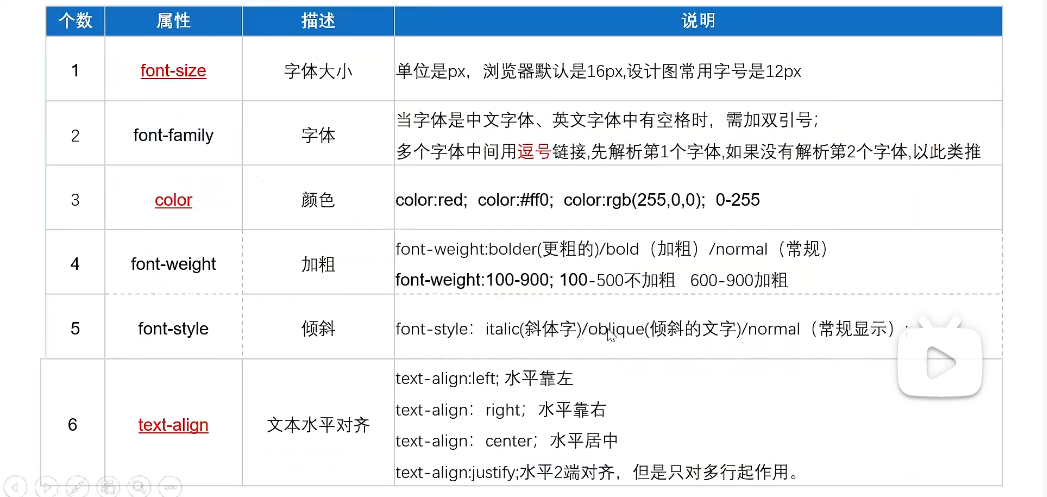 个数 属性 描述 说明
1 font-size 字体大小 单位是px，浏览器默认是16px,设计图常用字号是12px
2 font-family 字体 当字体是中文字体、英文字体中有空格时，需加双引号；
多个字体中间用逗号链接,先解析第1个字体,如果没有解析第2个字体,以此类推
3 color 颜色 color:red; color:#ff0; color:rgb(255,0,0); 0-255
4 font-weight 加粗 font-weight:bolder(更粗的)/bold（加粗）/normal（常规）
font-weight:100-900; 100-500不加粗 600-900加粗
5 font-style 倾斜 font-style：italic(斜体字)/oblique(倾斜的文字)/normal（常规显示）;
6 text-align 文本水平对齐 text-align:left; 水平靠左
text-align：right；水平靠右
text-align：center；水平居中
text-align:justify;水平2端对齐，但是只对多行起作用。